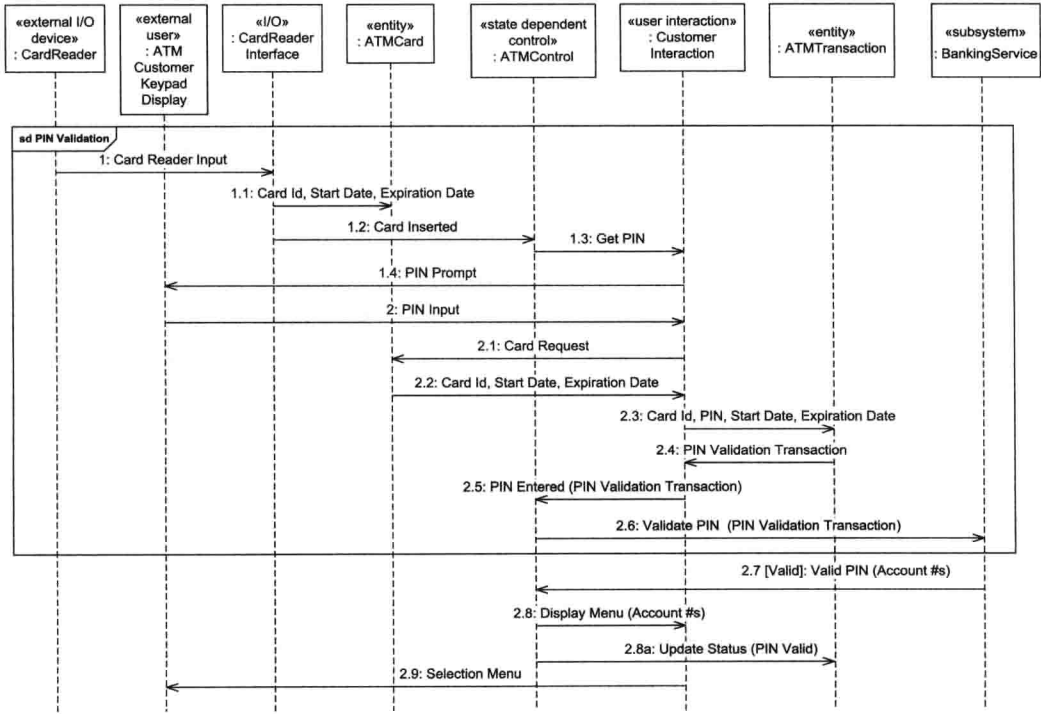 «external I/O
device»
: CardReader
«external
user»
: ATM
Customer
Keypad
Display
«I/O»
: CardReader
Interface
«entity»
: ATMCard
«state dependent
control»
: ATMControl
«user interaction»
: Customer
Interaction
«entity»
: ATMTransaction
«subsystem»
: BankingService
sd PIN Validation
1: Card Reader Input
1.1: Card Id, Start Date, Expiration Date
1.2: Card Inserted
1.3: Get PIN
1.4: PIN Prompt
2: PIN Input
2.1: Card Request
2.2: Card Id, Start Date, Expiration Date
2.3: Card Id, PIN, Start Date, Expiration Date
2.4: PIN Validation Transaction
2.5: PIN Entered (PIN Validation Transaction)
2.6: Validate PIN (PIN Validation Transaction)
2.7 [Valid]: Valid PIN (Account #s)
2.8: Display Menu (Account #s)
2.8a: Update Status (PIN Valid)
2.9: Selection Menu